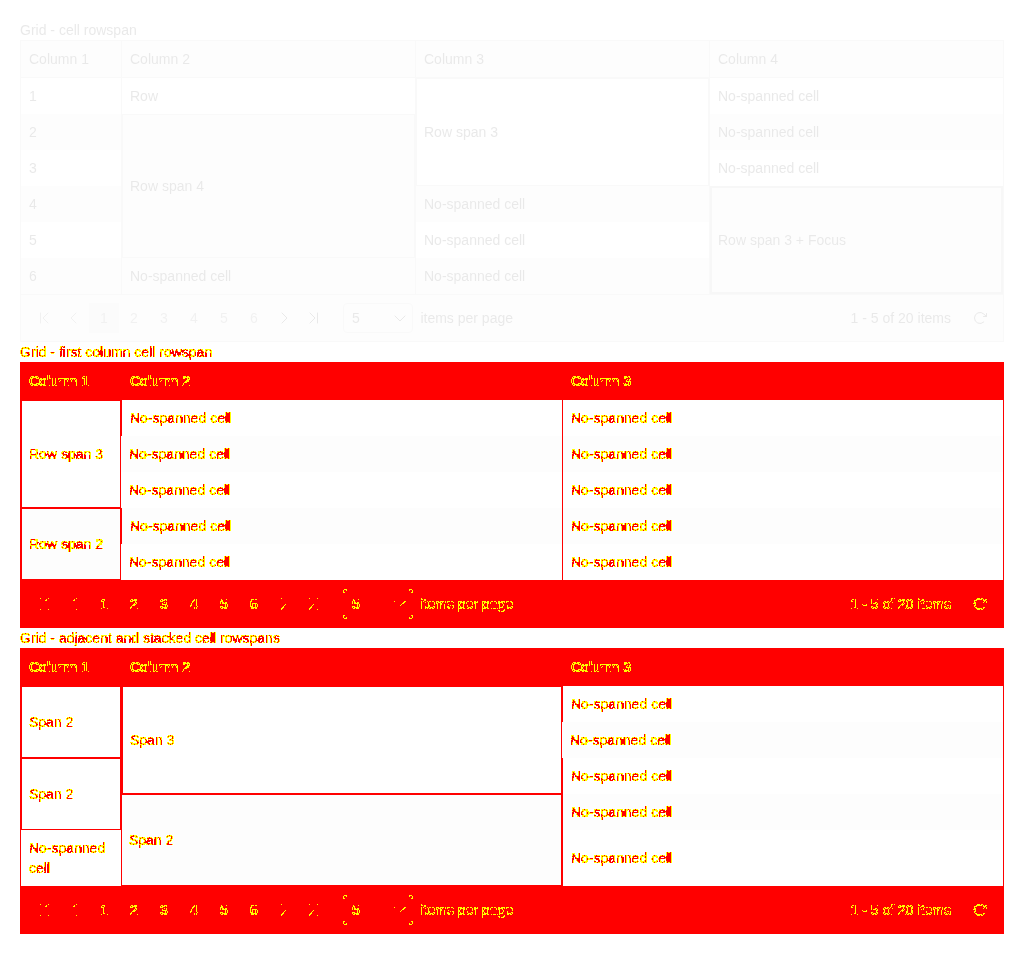 Grid - cell rowspan
Column 1 Column 2 Column 3 Column 4
1 Row Row span 3 No-spanned cell
2 Row span 4 No-spanned cell
3 No-spanned cell
4 No-spanned cell Row span 3 + Focus
5 No-spanned cell
6 No-spanned cell No-spanned cell
1 2 3 4 5 6 5 items per page 1 - 5 of 20 items
Grid - first column cell rowspan
Column 1 Column 2 Column 3
Row span 3 No-spanned cell No-spanned cell
No-spanned cell No-spanned cell
No-spanned cell No-spanned cell
Row span 2 No-spanned cell No-spanned cell
No-spanned cell No-spanned cell
1 2 3 4 5 6 5 items per page 1 - 5 of 20 items
Grid - adjacent and stacked cell rowspans
Column 1 Column 2 Column 3
Span 2 Span 3 No-spanned cell
No-spanned cell
Span 2 No-spanned cell
Span 2 No-spanned cell
No-spanned
cell No-spanned cell
1 2 3 4 5 6 5 items per page 1 - 5 of 20 items